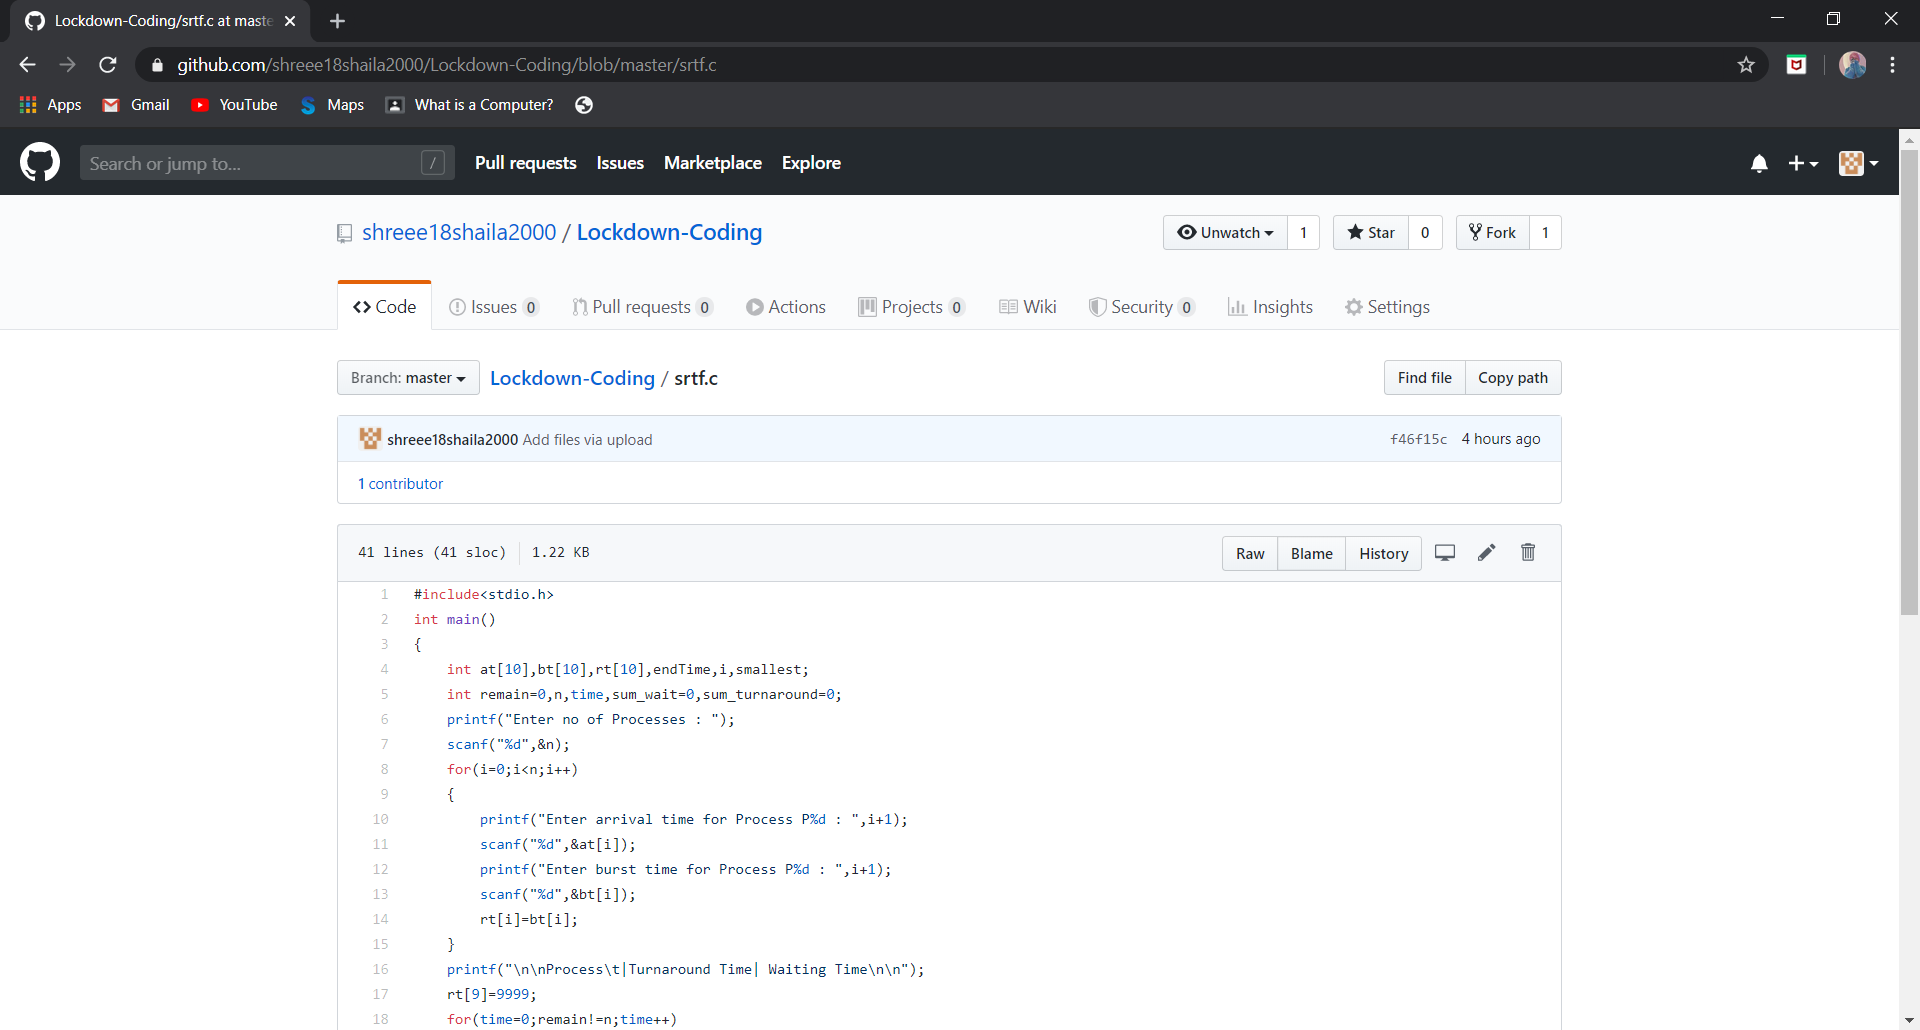 Lockdown-Coding/srtf.c at maste
github.com/shreee18shaila2000/Lockdown-Coding/blob/master/srtf.c
Apps Gmail YouTube Maps What is a Computer?
Search or jump to... / Pull requests Issues Marketplace Explore
shreee18shaila2000 / Lockdown-Coding Unwatch 1 Star 0 Fork 1
Code Issues 0 Pull requests 0 Actions Projects 0 Wiki Security 0 Insights Settings
Branch: master Lockdown-Coding / srtf.c Find file Copy path
shreee18shaila2000 Add files via upload f46f15c 4 hours ago
1 contributor
41 lines (41 sloc) 1.22 KB Raw Blame History
1 #include<stdio.h>
2 int main()
3 {
4 int at[10],bt[10],rt[10],endTime,i,smallest;
5 int remain=0,n,time,sum_wait=0,sum_turnaround=0;
6 printf("Enter no of Processes : ");
7 scanf("%d",&n);
8 for(i=0;i<n;i++)
9 {
10 printf("Enter arrival time for Process P%d : ",i+1);
11 scanf("%d",&at[i]);
12 printf("Enter burst time for Process P%d : ",i+1);
13 scanf("%d",&bt[i]);
14 rt[i]=bt[i];
15 }
16 printf("\n\nProcess\t|Turnaround Time| Waiting Time\n\n");
17 rt[9]=9999;
18 for(time=0;remain!=n;time++)